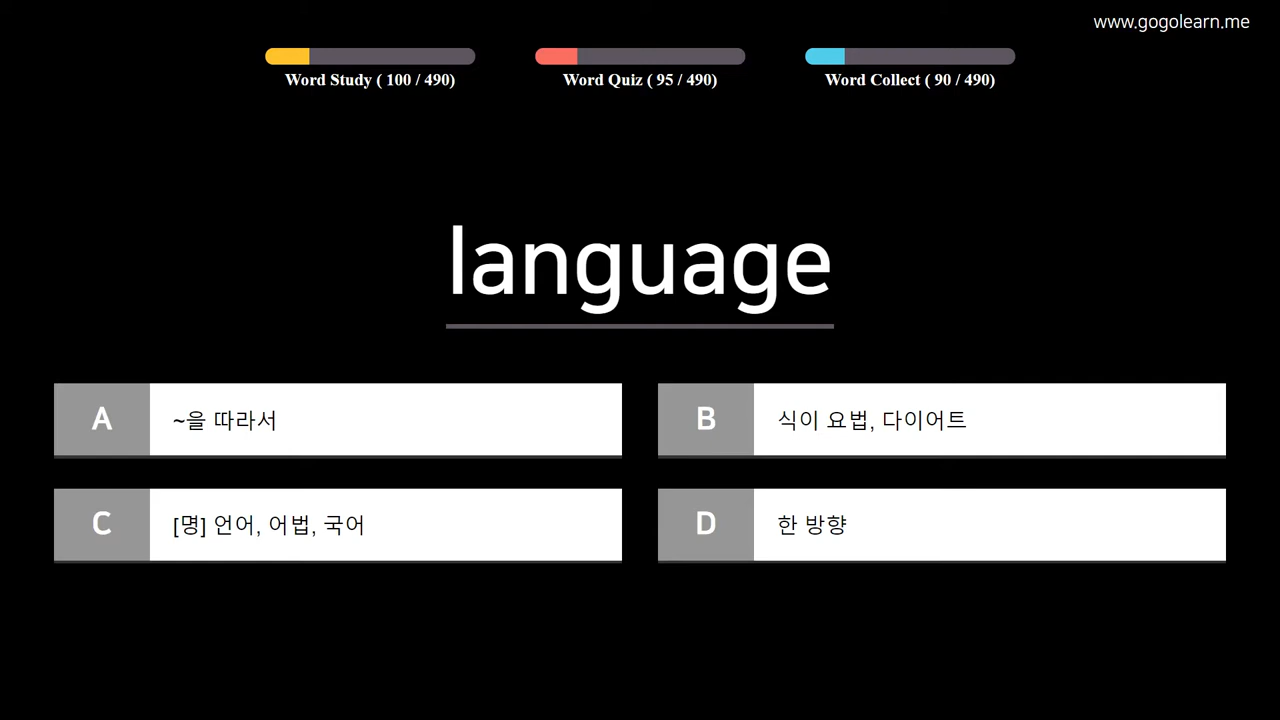 www.gogolearn.me
Word Study ( 100 / 490)
Word Quiz ( 95 / 490)
Word Collect ( 90 / 490)
language
A ~을 따라서
B 식이 요법, 다이어트
C [명] 언어, 어법, 국어
D 한 방향